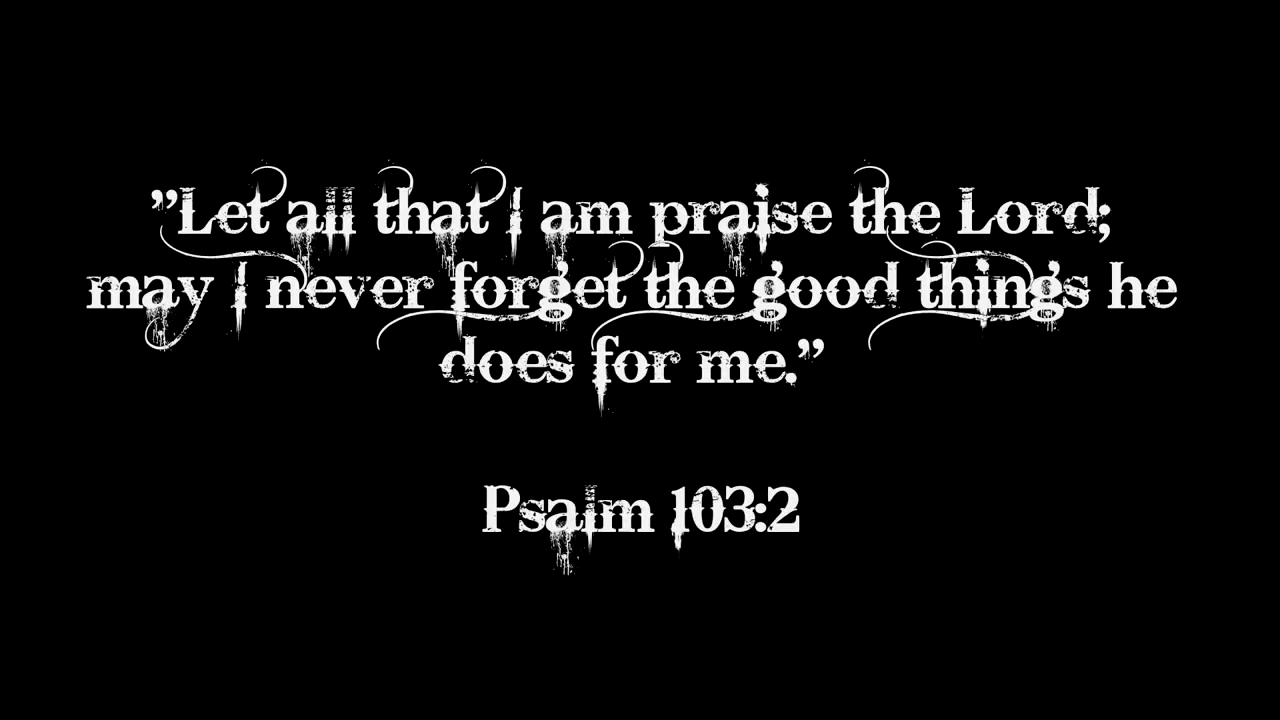 ”Let all that I am praise the Lord;
may I never forget the good things he
does for me.”
Psalm 103:2